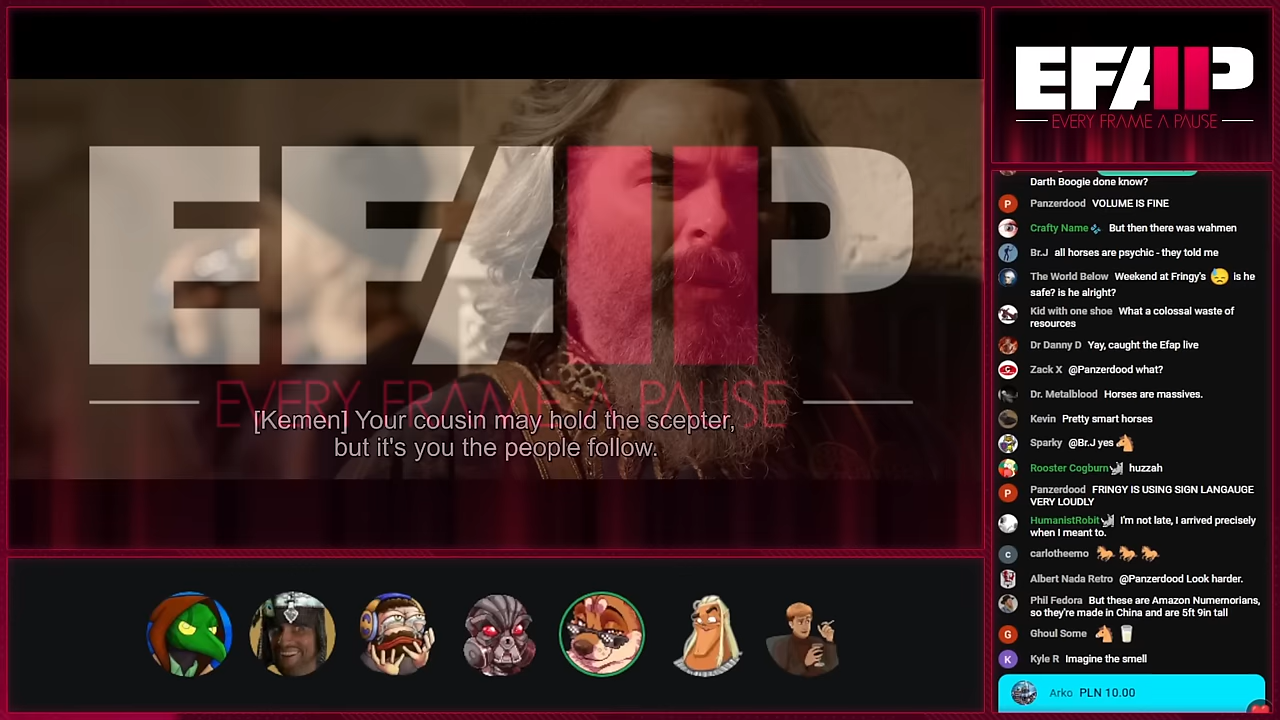 EFAP
EVERY FRAME A PAUSE
[Kemen] Your cousin may hold the scepter,
but it's you the people follow.
EFAP
EVERY FRAME A PAUSE
Darth Boogie done know?
Panzerdood VOLUME IS FINE
Crafty Name But then there was wahmen
Br.J all horses are psychic - they told me
The World Below Weekend at Fringy's 😓 is he
safe? is he alright?
Kid with one shoe What a colossal waste of
resources
Dr Danny D Yay, caught the Efap live
Zack X @Panzerdood what?
Dr. Metalblood Horses are massives.
Kevin Pretty smart horses
Sparky @Br.J yes 🐴
Rooster Cogburn huzzah
P
Panzerdood FRINGY IS USING SIGN LANGAUGE
VERY LOUDLY
HumanistRobit I'm not late, I arrived precisely
when I meant to.
c
carlotheemo 🐎 🐎 🐎
Albert Nada Retro @Panzerdood Look harder.
Phil Fedora But these are Amazon Numernorians,
so they're made in China and are 5ft 9in tall
G
Ghoul Some 🐴 🥛
K
Kyle R Imagine the smell
Arko PLN 10.00